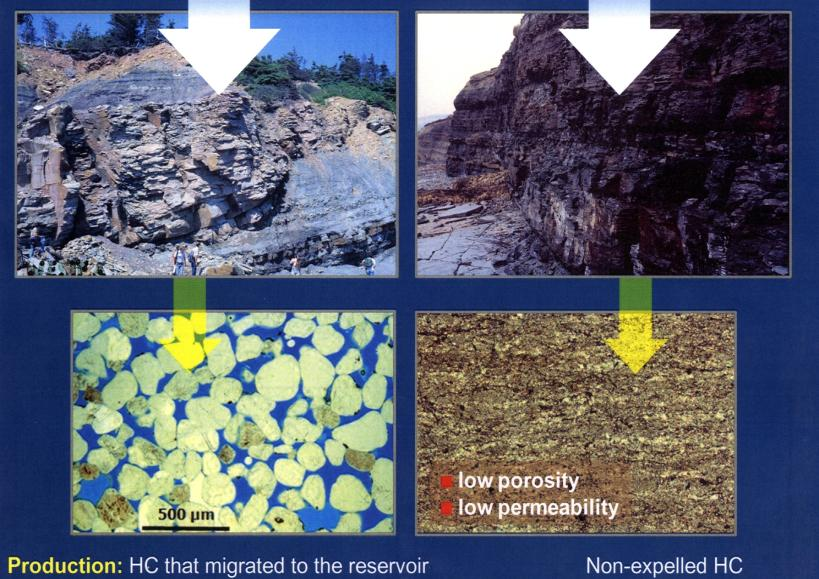 500 µm
low porosity
low permeability
Production: HC that migrated to the reservoir
Non-expelled HC